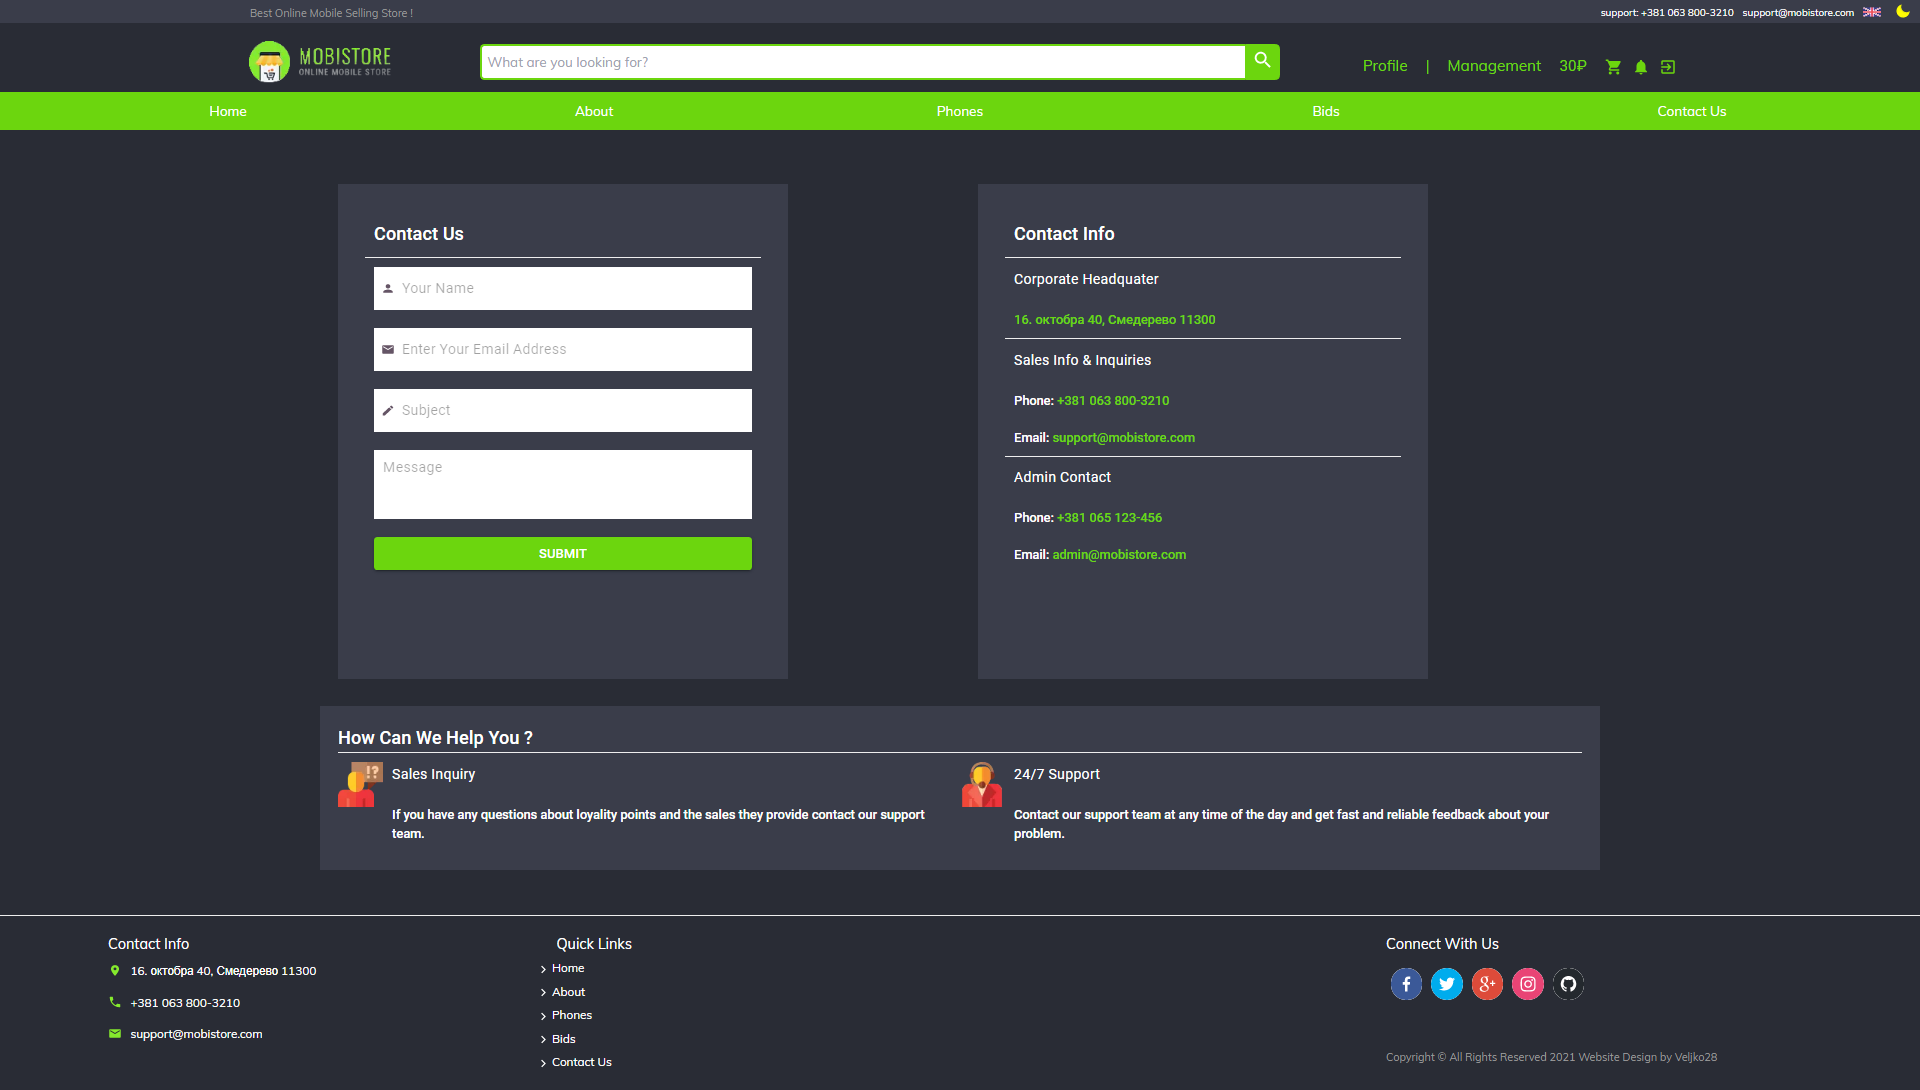 Best Online Mobile Selling Store !
support: +381 063 800-3210 support@mobistore.com
MOBISTORE
ONLINE MOBILE STORE
What are you looking for?
Profile | Management 30₽
Home About Phones Bids Contact Us
Contact Us
Your Name
Enter Your Email Address
Subject
Message
SUBMIT
Contact Info
Corporate Headquater
16. октобра 40, Смедерево 11300
Sales Info & Inquiries
Phone: +381 063 800-3210
Email: support@mobistore.com
Admin Contact
Phone: +381 065 123-456
Email: admin@mobistore.com
How Can We Help You ?
!?
Sales Inquiry
If you have any questions about loyality points and the sales they provide contact our support
team.
24/7 Support
Contact our support team at any time of the day and get fast and reliable feedback about your
problem.
Contact Info
16. октобра 40, Смедерево 11300
+381 063 800-3210
support@mobistore.com
Quick Links
Home
About
Phones
Bids
Contact Us
Connect With Us
Copyright © All Rights Reserved 2021 Website Design by Veljko28